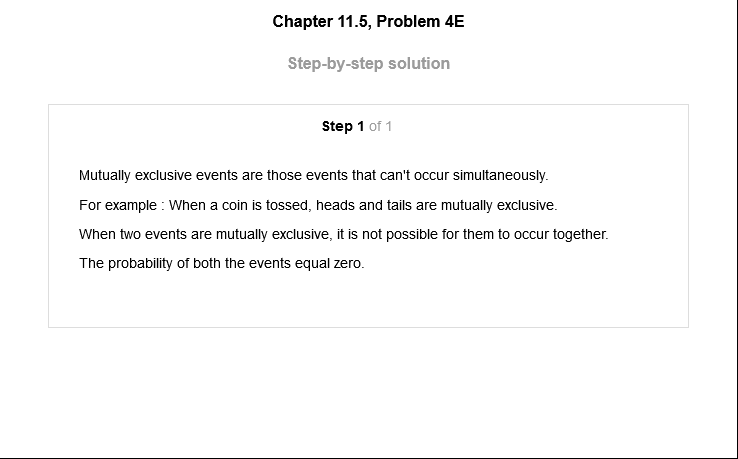 Chapter 11.5, Problem 4E
Step-by-step solution
Step 1 of 1
Mutually exclusive events are those events that can't occur simultaneously.
For example : When a coin is tossed, heads and tails are mutually exclusive.
When two events are mutually exclusive, it is not possible for them to occur together.
The probability of both the events equal zero.